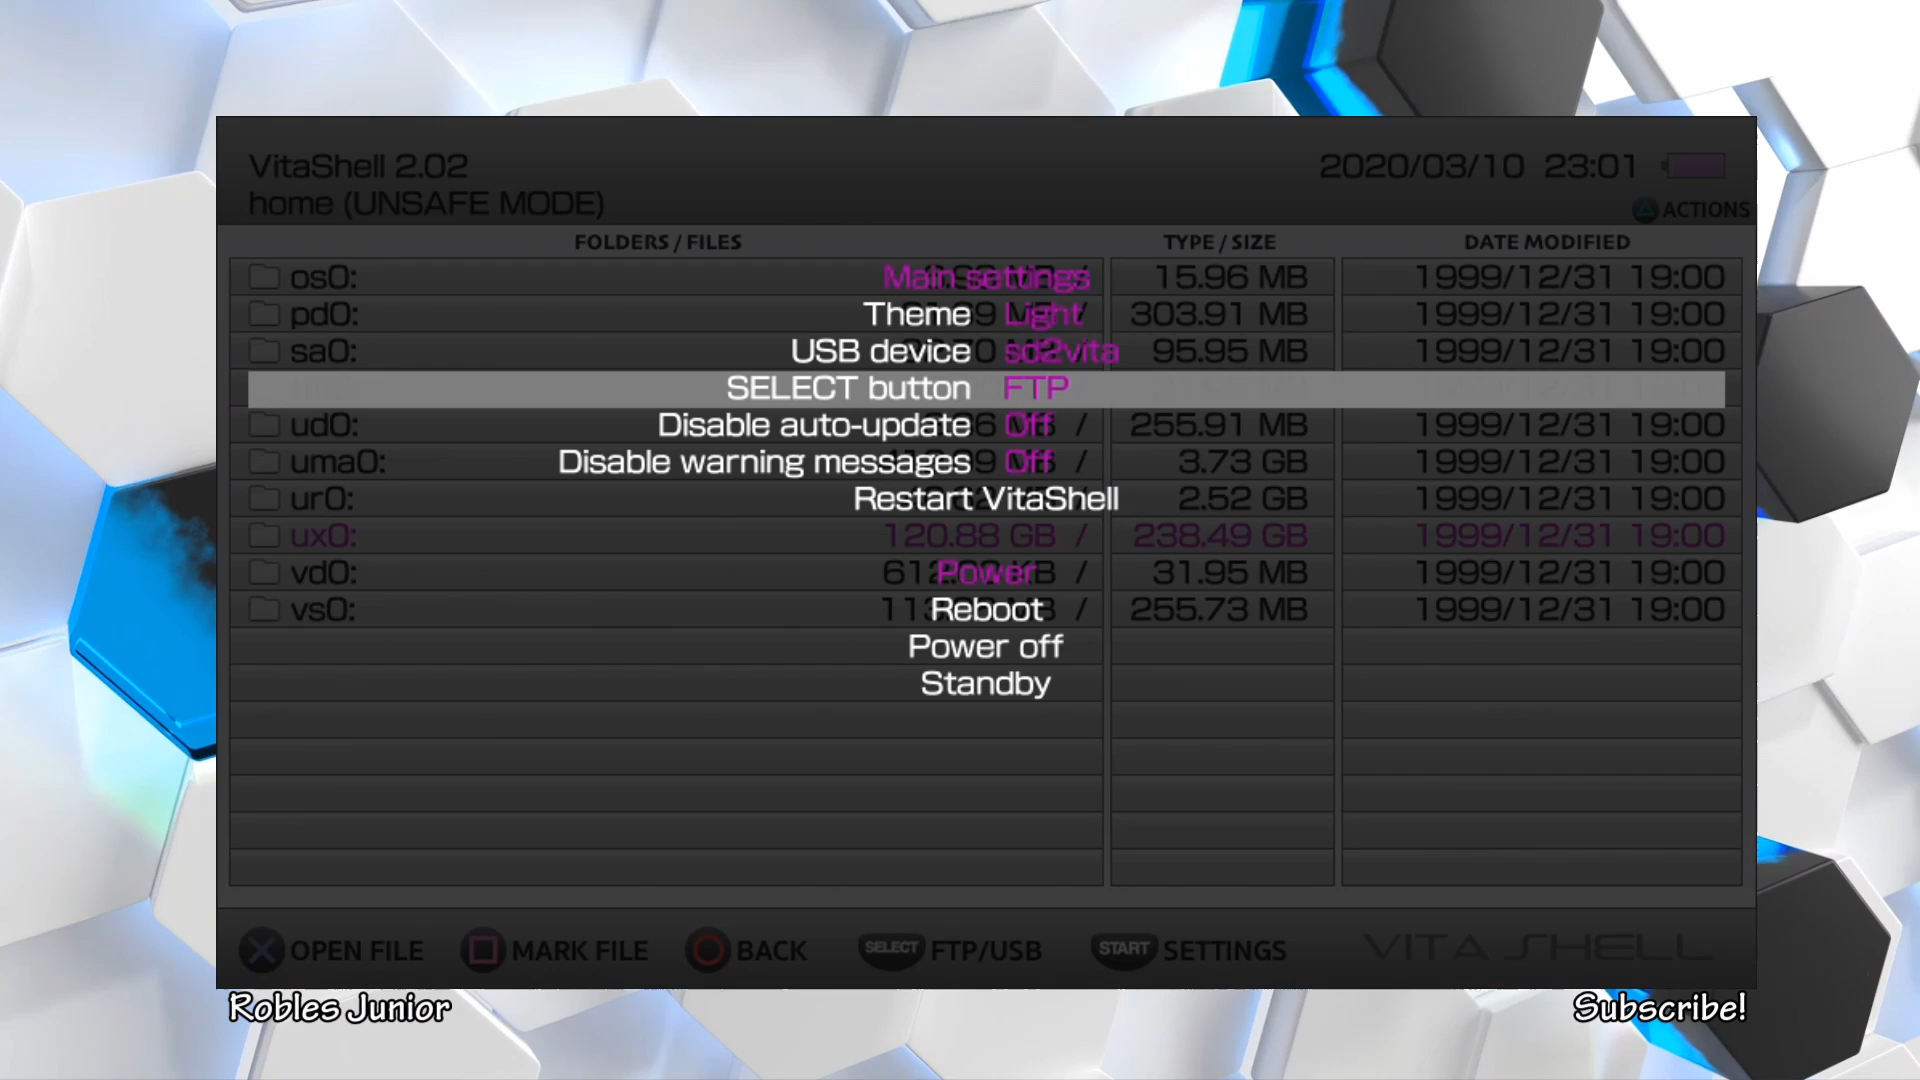 VitaShell 2.02
2020/03/10 23:01
home (UNSAFE MODE)
ACTIONS
FOLDERS / FILES TYPE / SIZE DATE MODIFIED
os0: 15.96 MB 1999/12/31 19:00
Main settings
pd0: 303.91 MB 1999/12/31 19:00
Theme Light
sa0: 95.95 MB 1999/12/31 19:00
USB device sd2vita
SELECT button FTP
ud0: 255.91 MB 1999/12/31 19:00
Disable auto-update Off
uma0: 3.73 GB 1999/12/31 19:00
Disable warning messages Off
ur0: 2.52 GB 1999/12/31 19:00
Restart VitaShell
ux0: 120.88 GB / 238.49 GB 1999/12/31 19:00
vd0: 31.95 MB 1999/12/31 19:00
Power
vs0: 255.73 MB 1999/12/31 19:00
Reboot
Power off
Standby
OPEN FILE MARK FILE BACK SELECT FTP/USB START SETTINGS VITA SHELL
Robles Junior Subscribe!